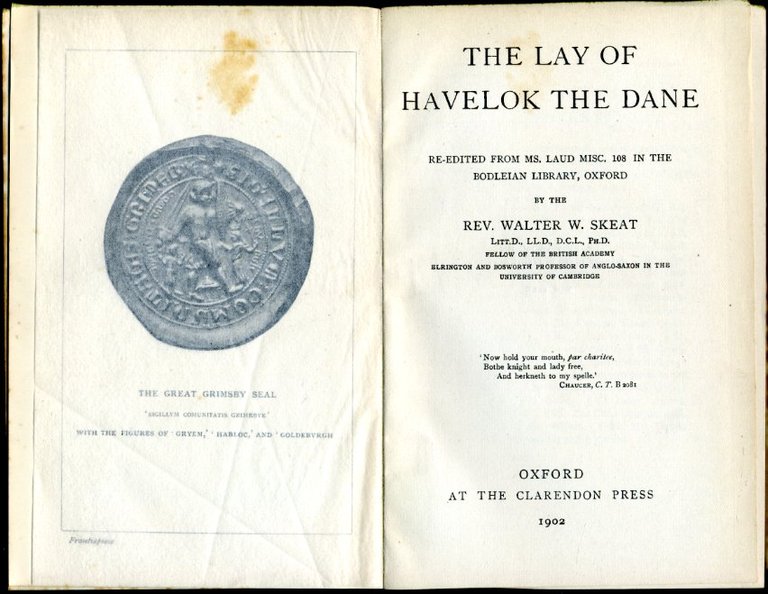 THE GREAT GRIMSBY SEAL
'SIGILLVM COMUNITATIS GRIMEBYE'
WITH THE FIGURES OF 'GRYEM,' 'HABLOC,' AND 'GOLDEBVRGH
Frontispiece
THE LAY OF
HAVELOK THE DANE
RE-EDITED FROM MS. LAUD MISC. 108 IN THE
BODLEIAN LIBRARY, OXFORD
BY THE
REV. WALTER W. SKEAT
LITT.D., LL.D., D.C.L., PH.D.
FELLOW OF THE BRITISH ACADEMY
ELRINGTON AND BOSWORTH PROFESSOR OF ANGLO-SAXON IN THE
UNIVERSITY OF CAMBRIDGE
'Now hold your mouth, par charitee,
Bothe knight and lady free,
And herkneth to my spelle.'
CHAUCER, C. T. B 2081
OXFORD
AT THE CLARENDON PRESS
1902